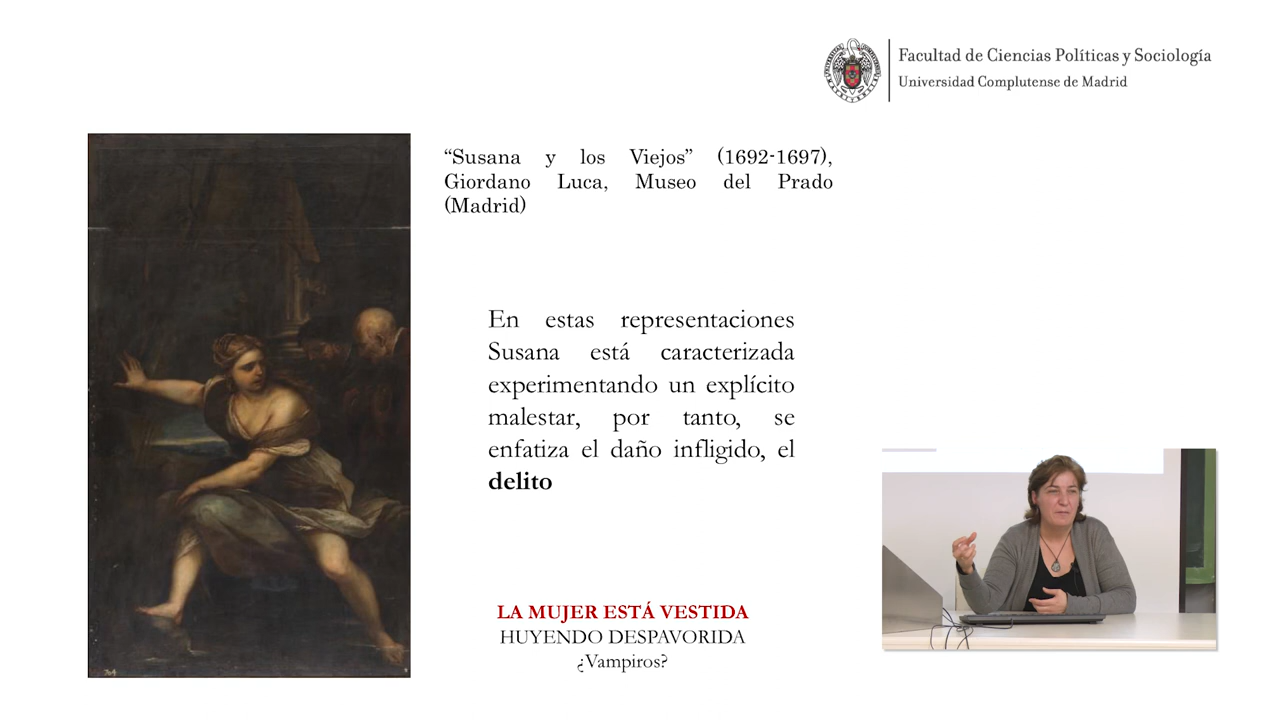 Facultad de Ciencias Políticas y Sociología
Universidad Complutense de Madrid
“Susana y los Viejos” (1692-1697),
Giordano Luca, Museo del Prado
(Madrid)
En estas representaciones
Susana está caracterizada
experimentando un explícito
malestar, por tanto, se
enfatiza el daño infligido, el
delito
LA MUJER ESTÁ VESTIDA
HUYENDO DESPAVORIDA
¿Vampiros?